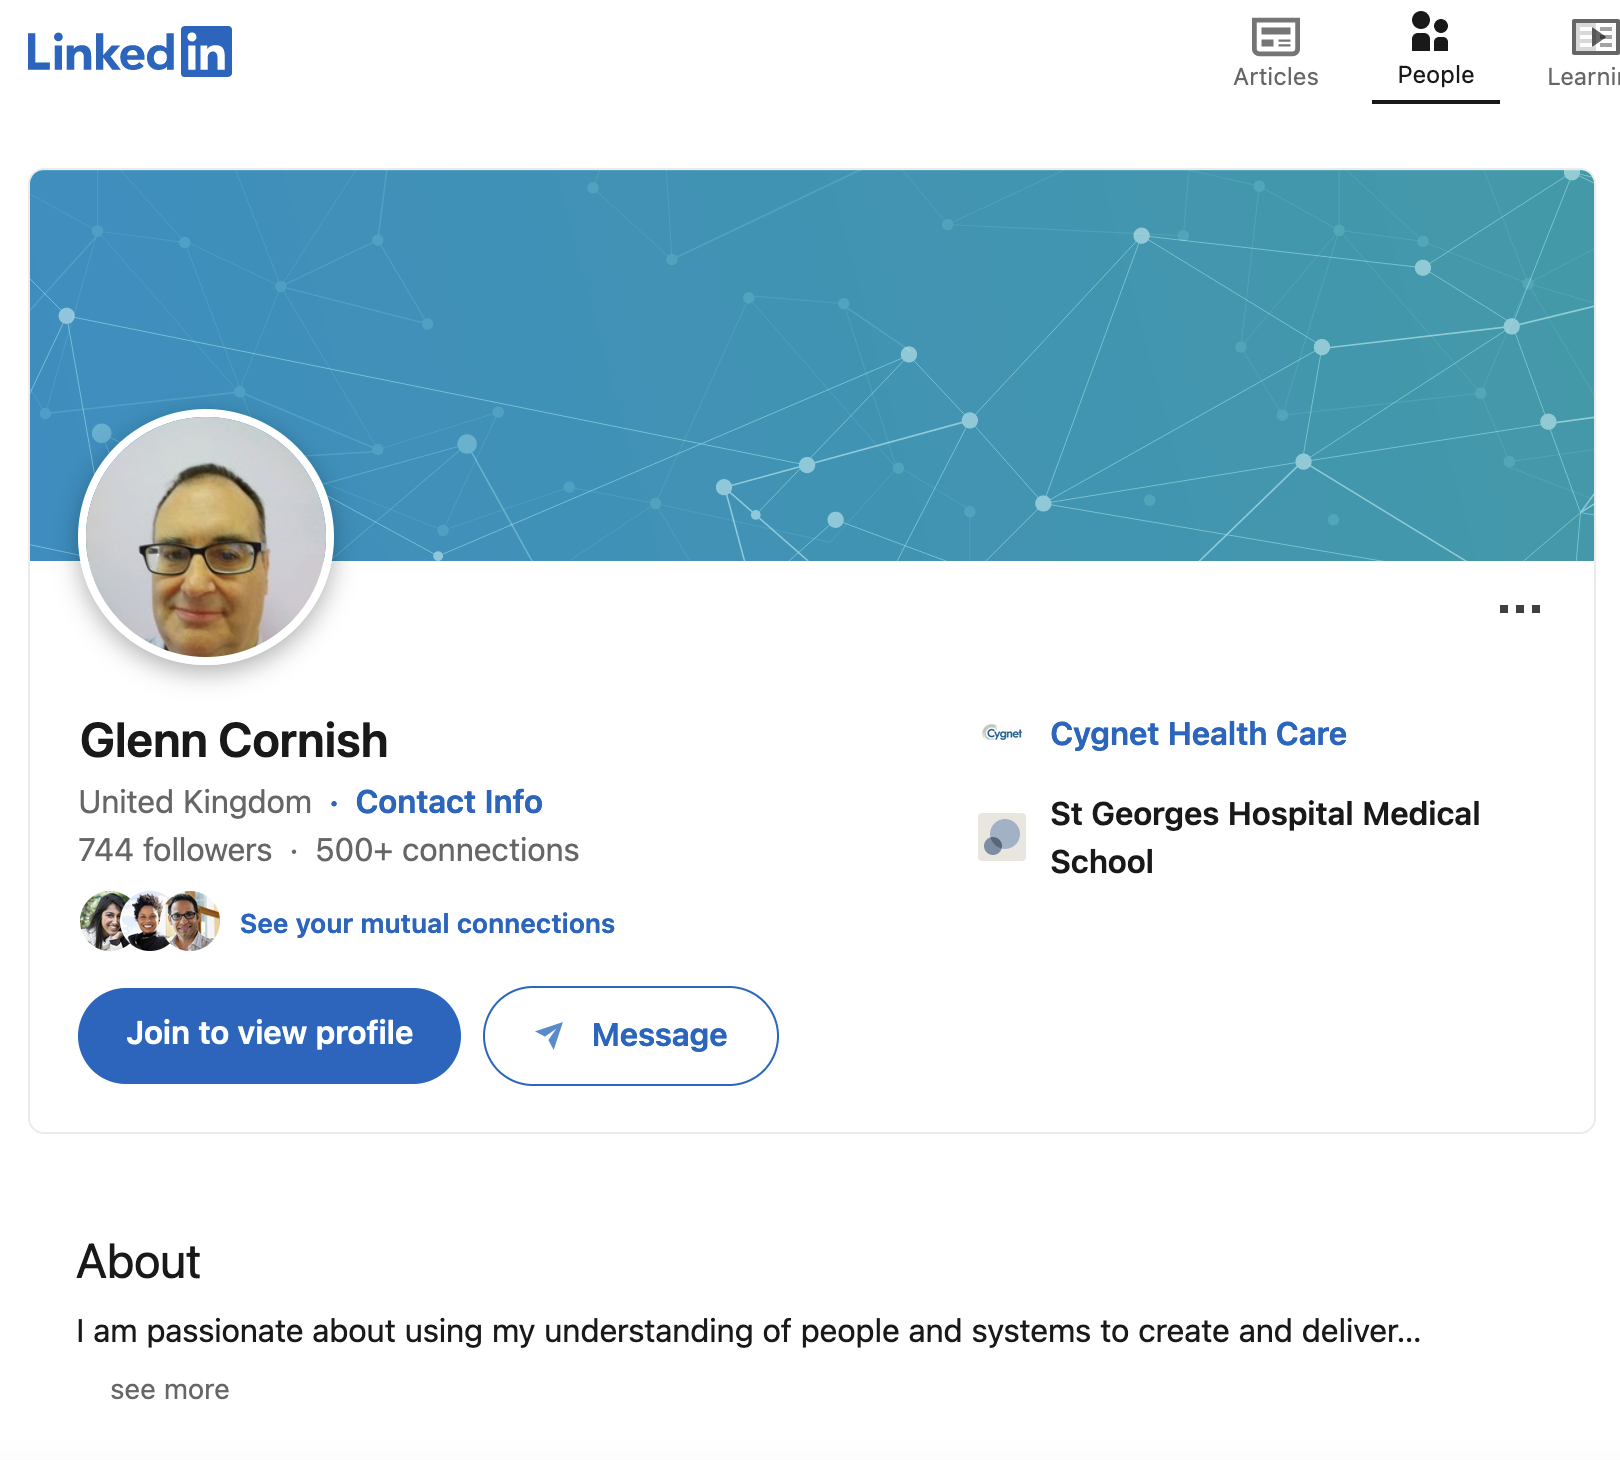 Linkedin
Articles
People
Learni
Glenn Cornish
United Kingdom · Contact Info
744 followers · 500+ connections
See your mutual connections
Join to view profile
Message
Cygnet
Cygnet Health Care
St Georges Hospital Medical
School
About
I am passionate about using my understanding of people and systems to create and deliver…
see more